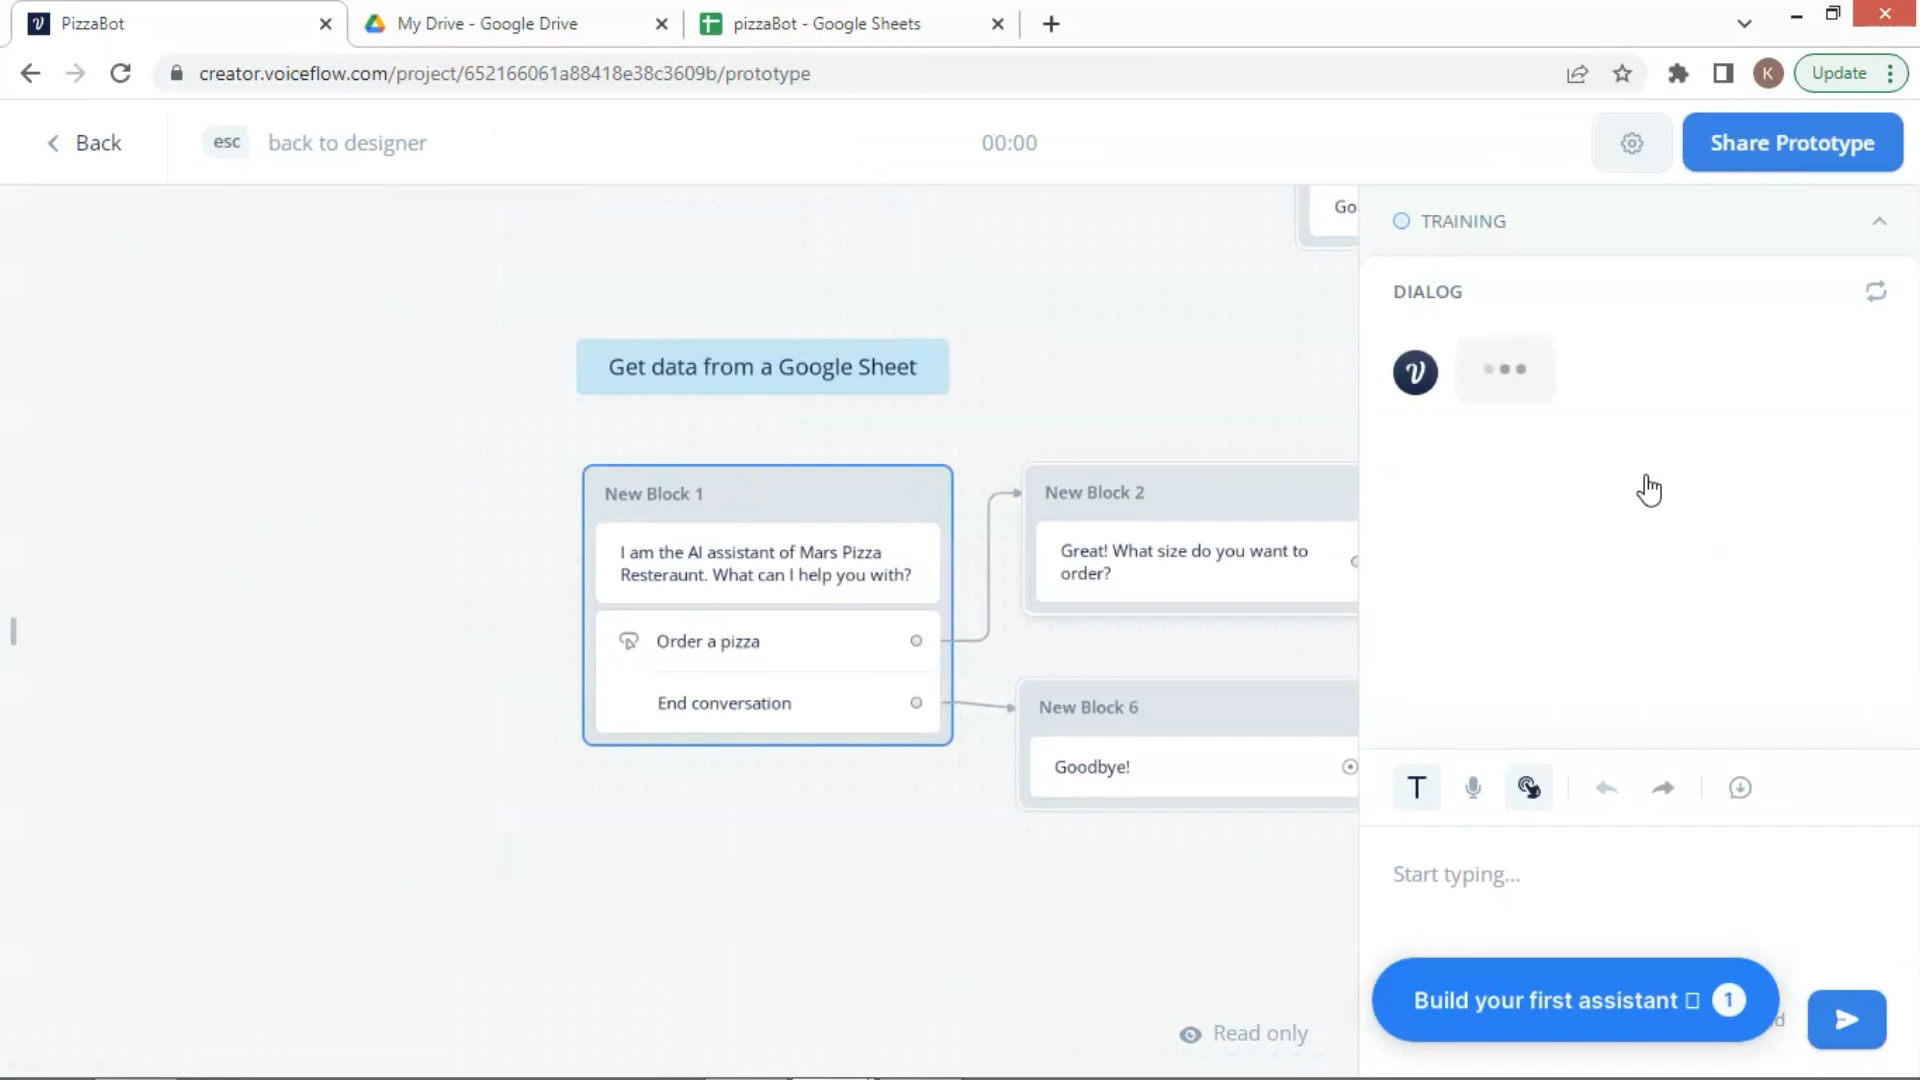 PizzaBot
My Drive - Google Drive
pizzaBot - Google Sheets
creator.voiceflow.com/project/652166061a88418e38c3609b/prototype
K
Update
Back
esc
back to designer
00:00
Share Prototype
Go
TRAINING
DIALOG
Get data from a Google Sheet
New Block 1
I am the AI assistant of Mars Pizza
Resteraunt. What can I help you with?
Order a pizza
End conversation
New Block 2
Great! What size do you want to
order?
New Block 6
Goodbye!
T
Start typing...
Build your first assistant
1
d
Read only